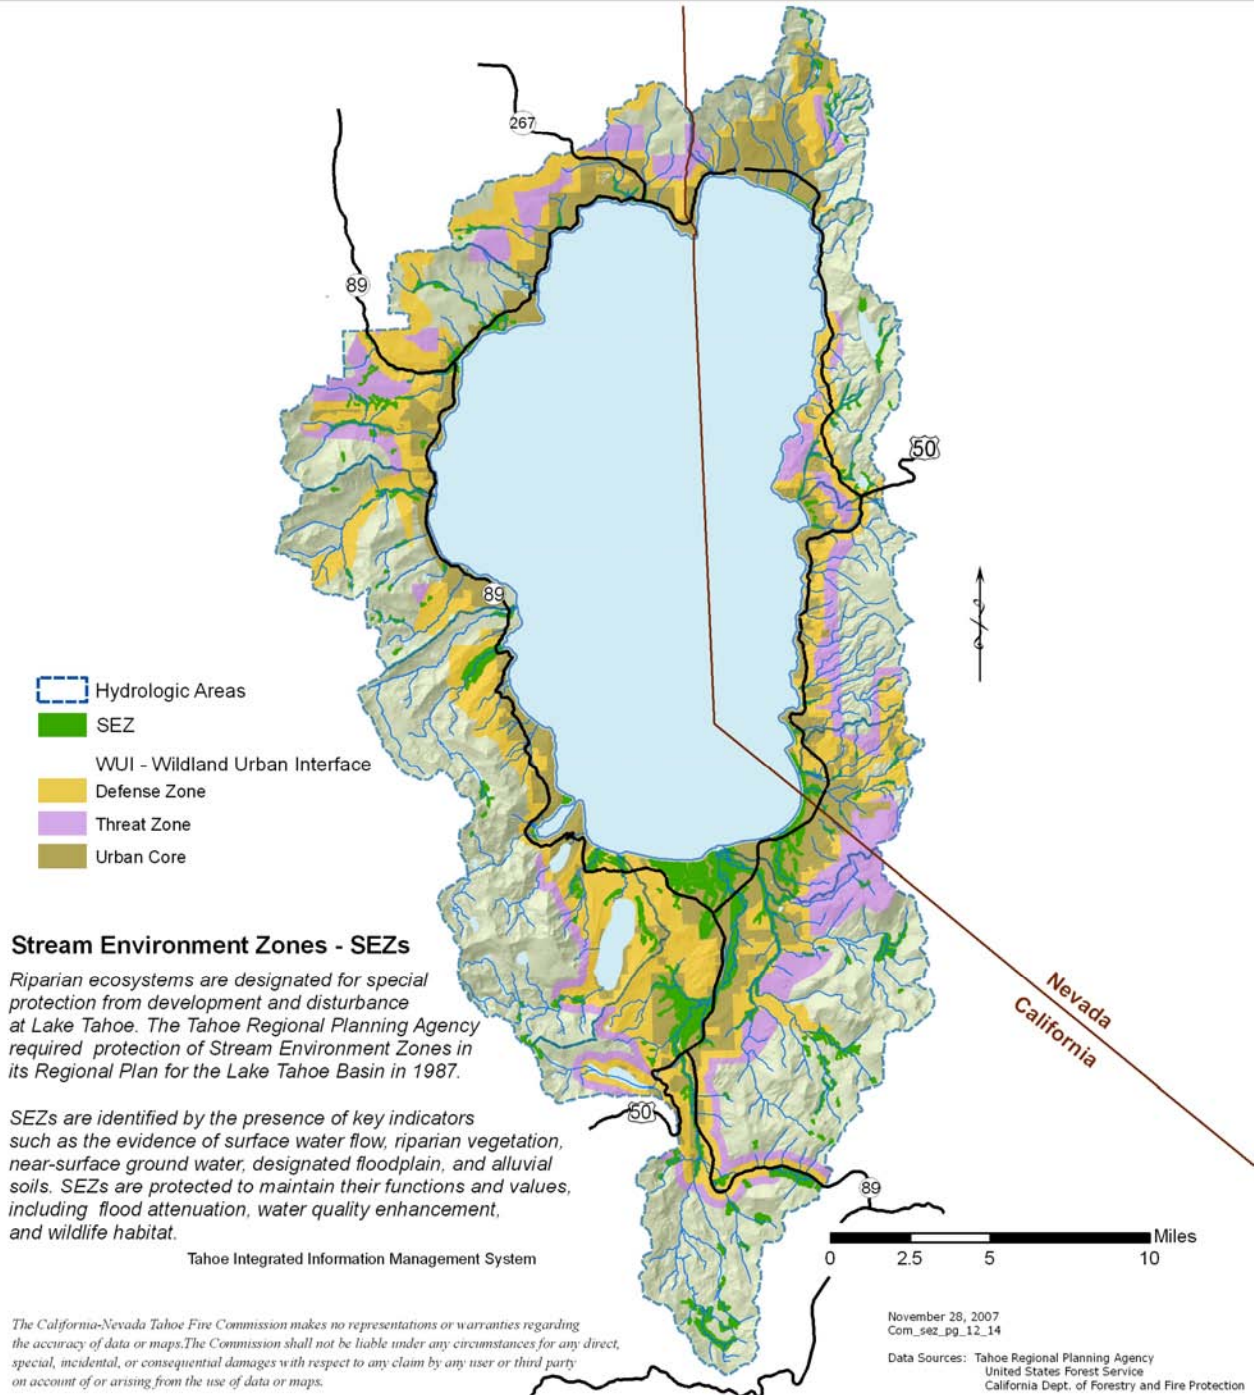 267
89
50
89
Hydrologic Areas
SEZ
WUI - Wildland Urban Interface
Defense Zone
Threat Zone
Urban Core
Stream Environment Zones - SEZs
Riparian ecosystems are designated for special
protection from development and disturbance
at Lake Tahoe. The Tahoe Regional Planning Agency
required protection of Stream Environment Zones in
its Regional Plan for the Lake Tahoe Basin in 1987.
SEZs are identified by the presence of key indicators
such as the evidence of surface water flow, riparian vegetation,
near-surface ground water, designated floodplain, and alluvial
soils. SEZs are protected to maintain their functions and values,
including flood attenuation, water quality enhancement,
and wildlife habitat.
Tahoe Integrated Information Management System
Nevada
California
50
89
Miles
0 2.5 5 10
The California-Nevada Tahoe Fire Commission makes no representations or warranties regarding
the accuracy of data or maps.The Commission shall not be liable under any circumstances for any direct,
special, incidental, or consequential damages with respect to any claim by any user or third party
on account of or arising from the use of data or maps.
November 28, 2007
Com_sez_pg_12_14
Data Sources: Tahoe Regional Planning Agency
United States Forest Service
California Dept. of Forestry and Fire Protection